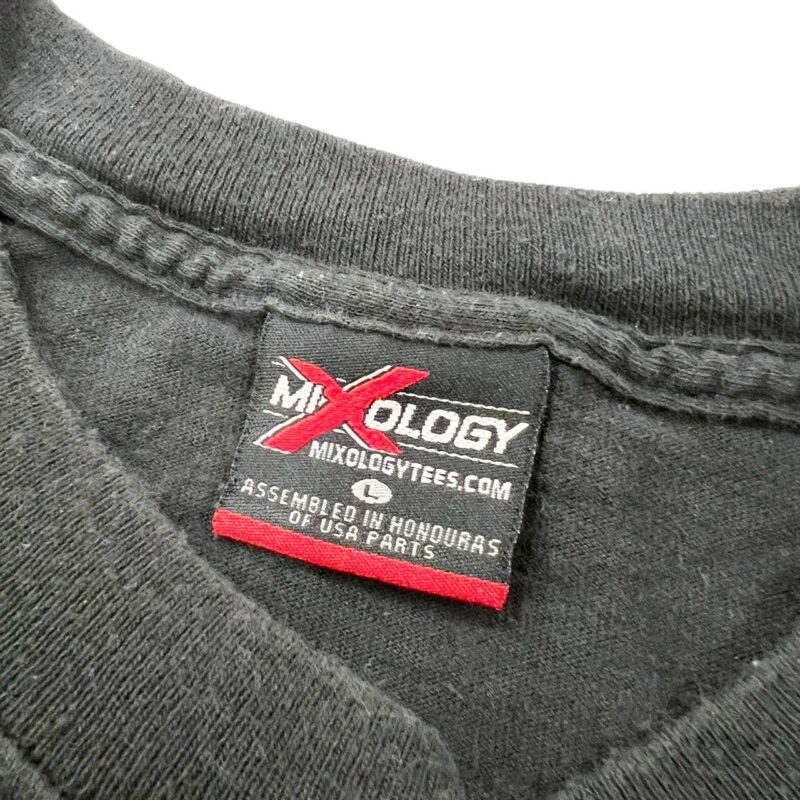 MIXOLOGY
MIXOLOGYTEES.COM
L
ASSEMBLED IN HONDURAS
OF USA PARTS